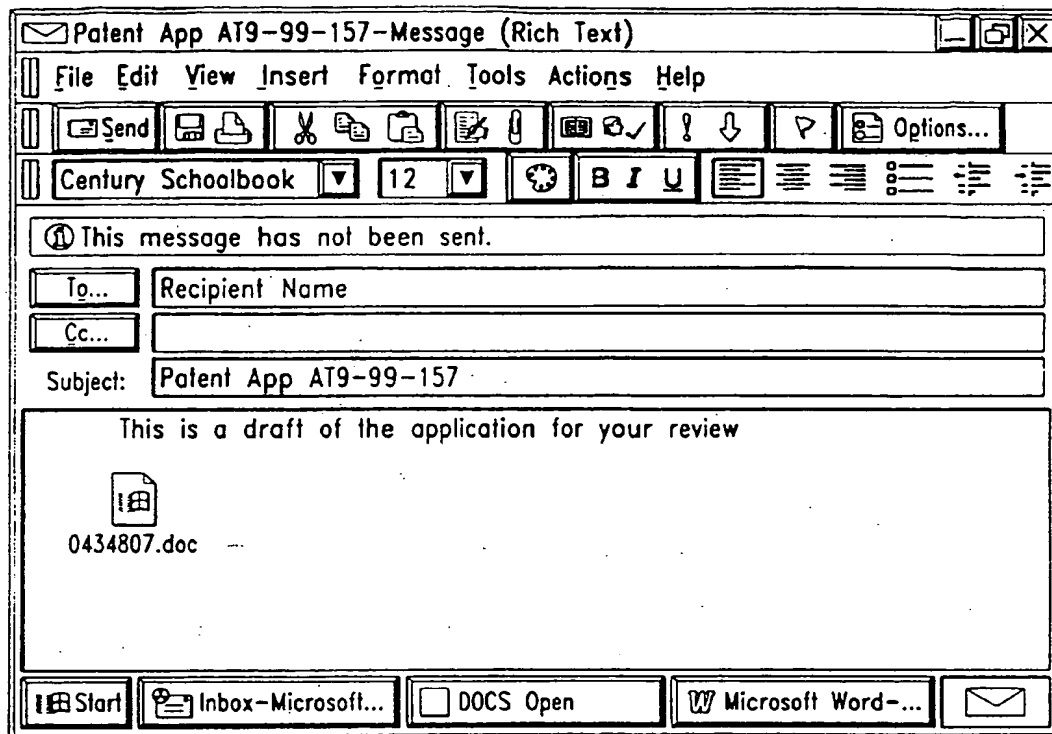 Patent App AT9-99-157-Message (Rich Text)
File Edit View Insert Format Tools Actions Help
Send Options...
Century Schoolbook 12 B I U
This message has not been sent.
To... Recipient Name
Cc...
Subject: Patent App AT9-99-157
This is a draft of the application for your review
0434807.doc
Start Inbox-Microsoft... DOCS Open W Microsoft Word-...